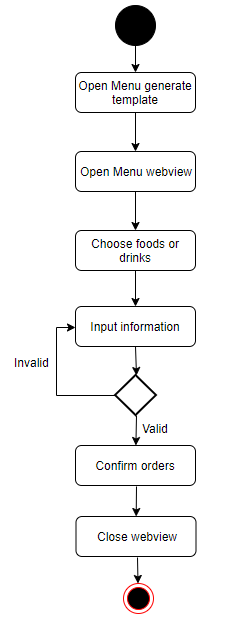 Open Menu generate
template
Open Menu webview
Choose foods or
drinks
Input information
Invalid
Valid
Confirm orders
Close webview